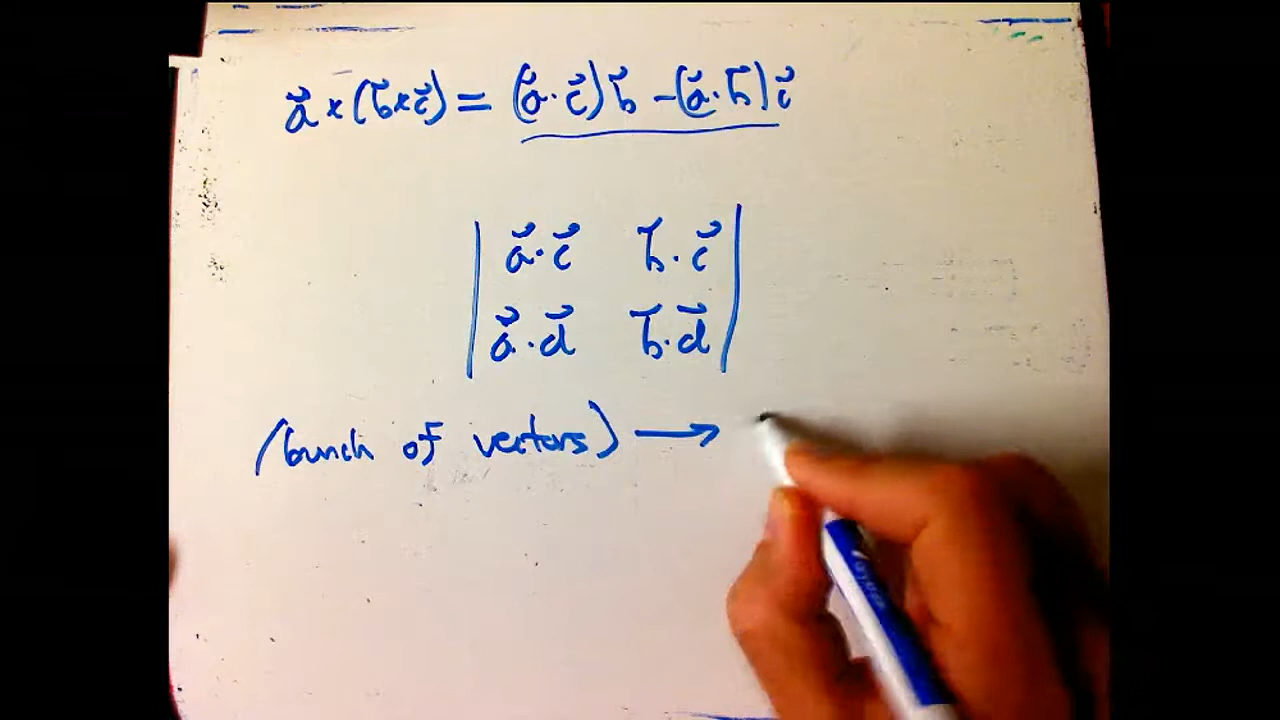 a⃗ × (b⃗ × c⃗) = (a⃗ · c⃗) b⃗ − (a⃗ · b⃗) c⃗
| a⃗ · c⃗  b⃗ · c⃗ |
| a⃗ · d⃗  b⃗ · d⃗ |
(bunch of vectors) →